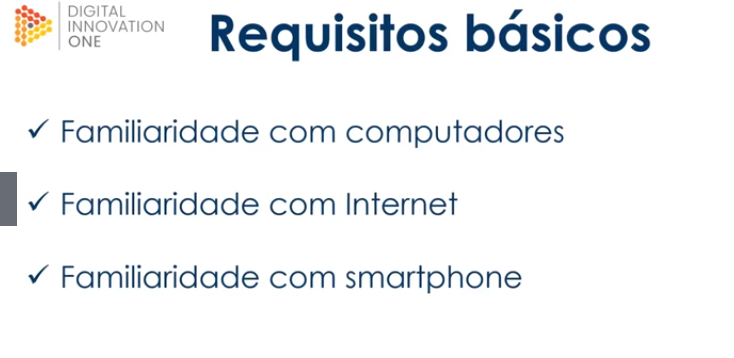 DIGITAL
INNOVATION
ONE
Requisitos básicos
✓ Familiaridade com computadores
✓ Familiaridade com Internet
✓ Familiaridade com smartphone